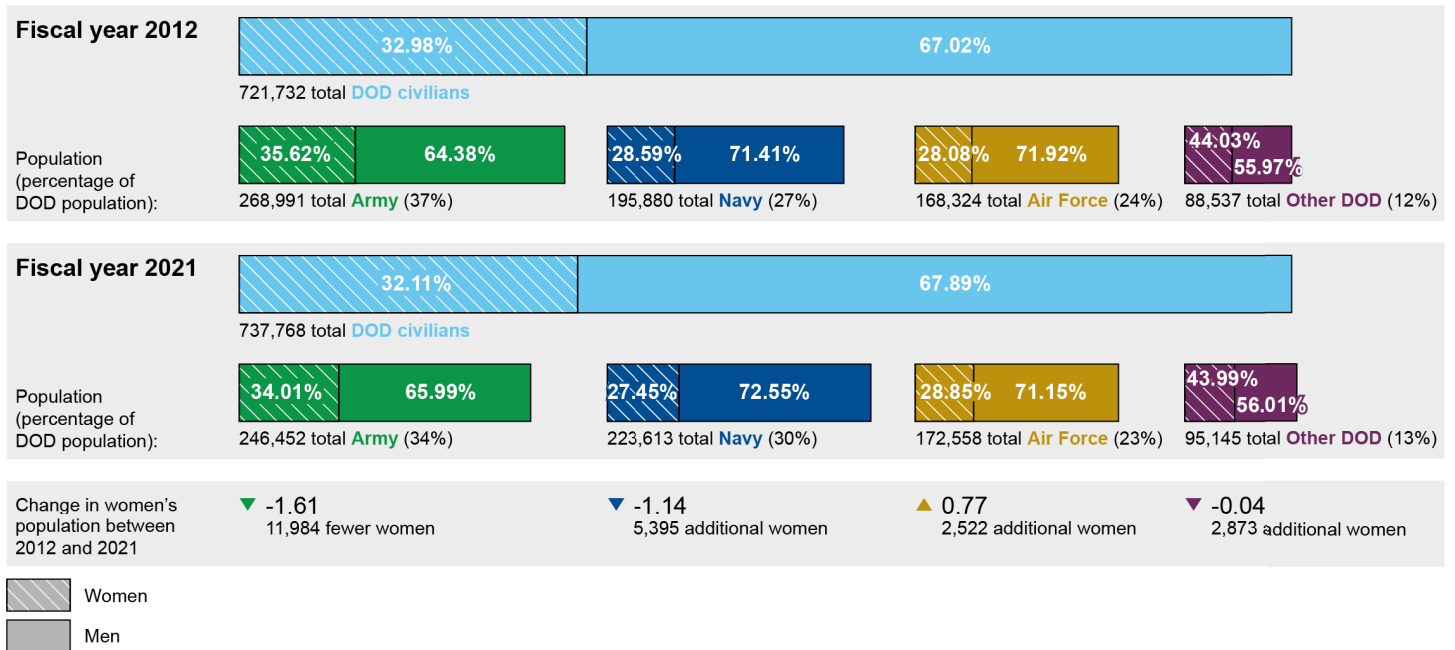 Fiscal year 2012
32.98%
67.02%
721,732 total DOD civilians
Population
(percentage of
DOD population):
35.62%
64.38%
268,991 total Army (37%)
28.59%
71.41%
195,880 total Navy (27%)
28.08%
71.92%
168,324 total Air Force (24%)
44.03%
55.97%
88,537 total Other DOD (12%)
Fiscal year 2021
32.11%
67.89%
737,768 total DOD civilians
Population
(percentage of
DOD population):
34.01%
65.99%
246,452 total Army (34%)
27.45%
72.55%
223,613 total Navy (30%)
28.85%
71.15%
172,558 total Air Force (23%)
43.99%
56.01%
95,145 total Other DOD (13%)
Change in women’s
population between
2012 and 2021
-1.61
11,984 fewer women
-1.14
5,395 additional women
0.77
2,522 additional women
-0.04
2,873 additional women
Women
Men